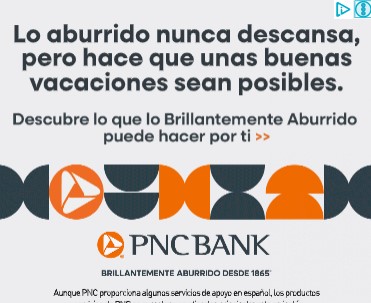 Lo aburrido nunca descansa,
pero hace que unas buenas
vacaciones sean posibles.
Descubre lo que lo Brillantemente Aburrido
puede hacer por ti >>
PNC BANK
BRILLANTEMENTE ABURRIDO DESDE 1865
Aunque PNC proporciona algunos servicios de apoyo en español, los productos